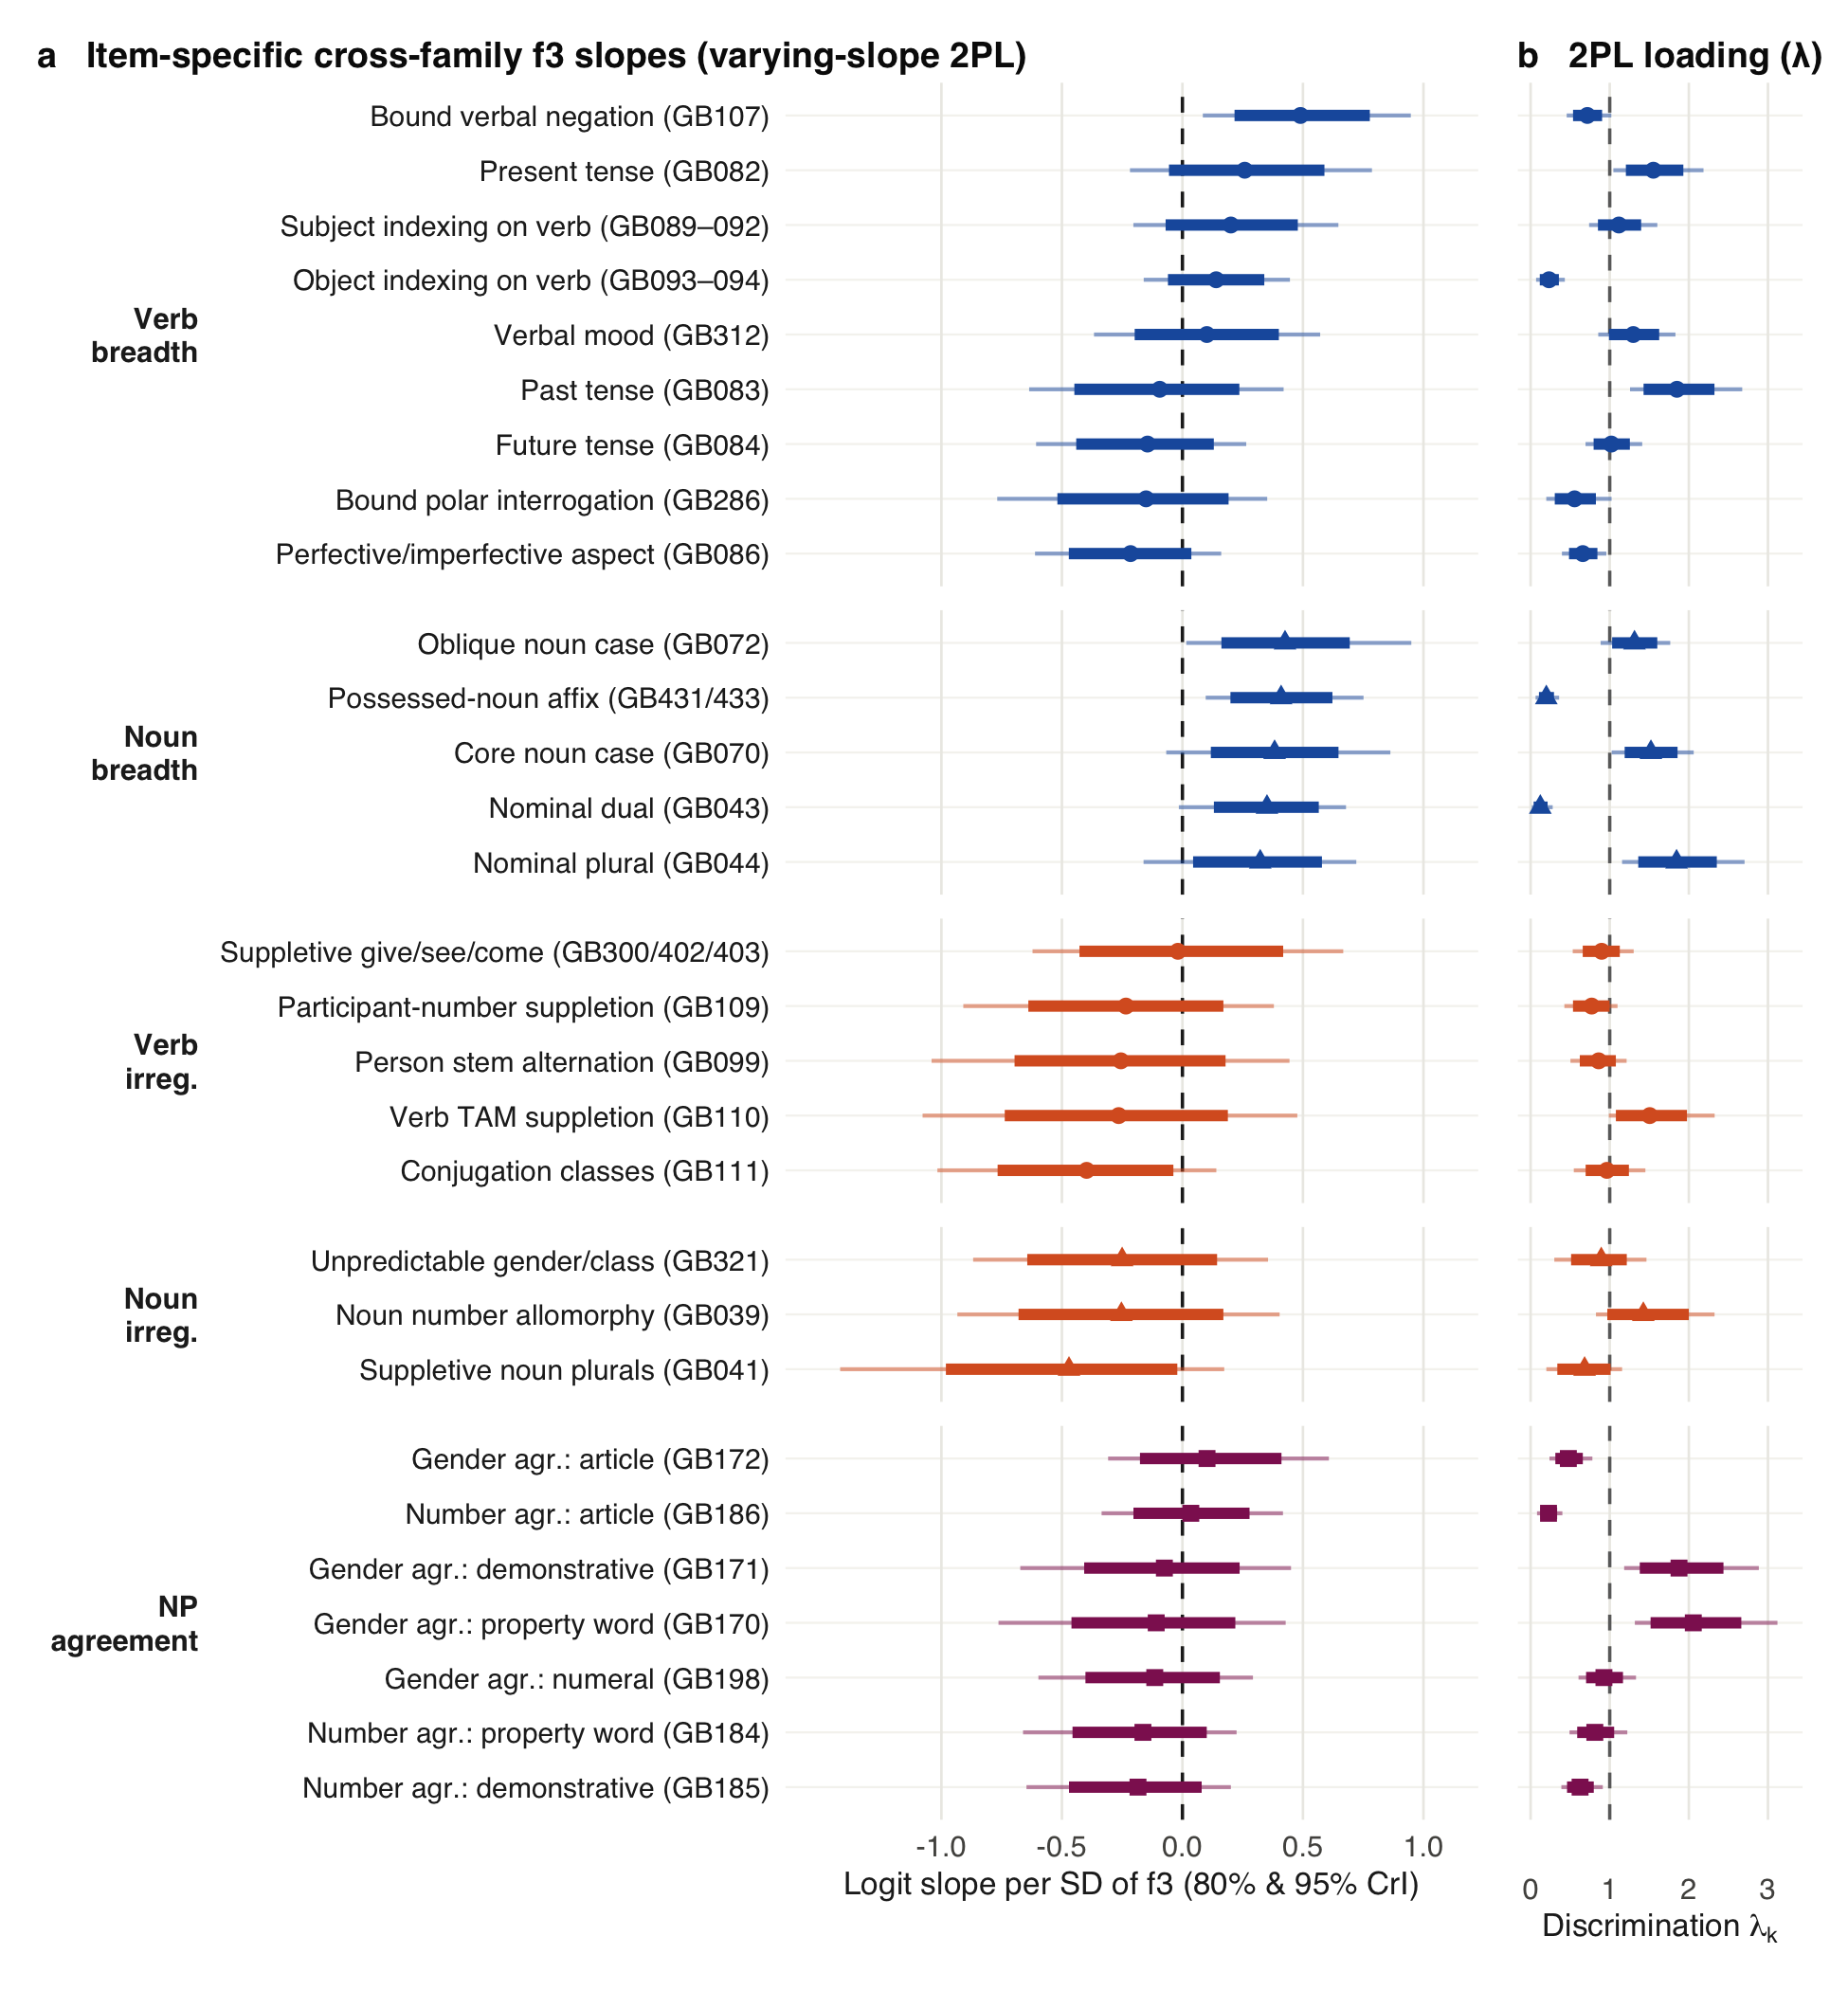 a Item-specific cross-family f3 slopes (varying-slope 2PL)
b 2PL loading (λ)
Verb
breadth
Bound verbal negation (GB107)
Present tense (GB082)
Subject indexing on verb (GB089–092)
Object indexing on verb (GB093–094)
Verbal mood (GB312)
Past tense (GB083)
Future tense (GB084)
Bound polar interrogation (GB286)
Perfective/imperfective aspect (GB086)
Noun
breadth
Oblique noun case (GB072)
Possessed-noun affix (GB431/433)
Core noun case (GB070)
Nominal dual (GB043)
Nominal plural (GB044)
Verb
irreg.
Suppletive give/see/come (GB300/402/403)
Participant-number suppletion (GB109)
Person stem alternation (GB099)
Verb TAM suppletion (GB110)
Conjugation classes (GB111)
Noun
irreg.
Unpredictable gender/class (GB321)
Noun number allomorphy (GB039)
Suppletive noun plurals (GB041)
NP
agreement
Gender agr.: article (GB172)
Number agr.: article (GB186)
Gender agr.: demonstrative (GB171)
Gender agr.: property word (GB170)
Gender agr.: numeral (GB198)
Number agr.: property word (GB184)
Number agr.: demonstrative (GB185)
-1.0 -0.5 0.0 0.5 1.0
Logit slope per SD of f3 (80% & 95% CrI)
0 1 2 3
Discrimination λk